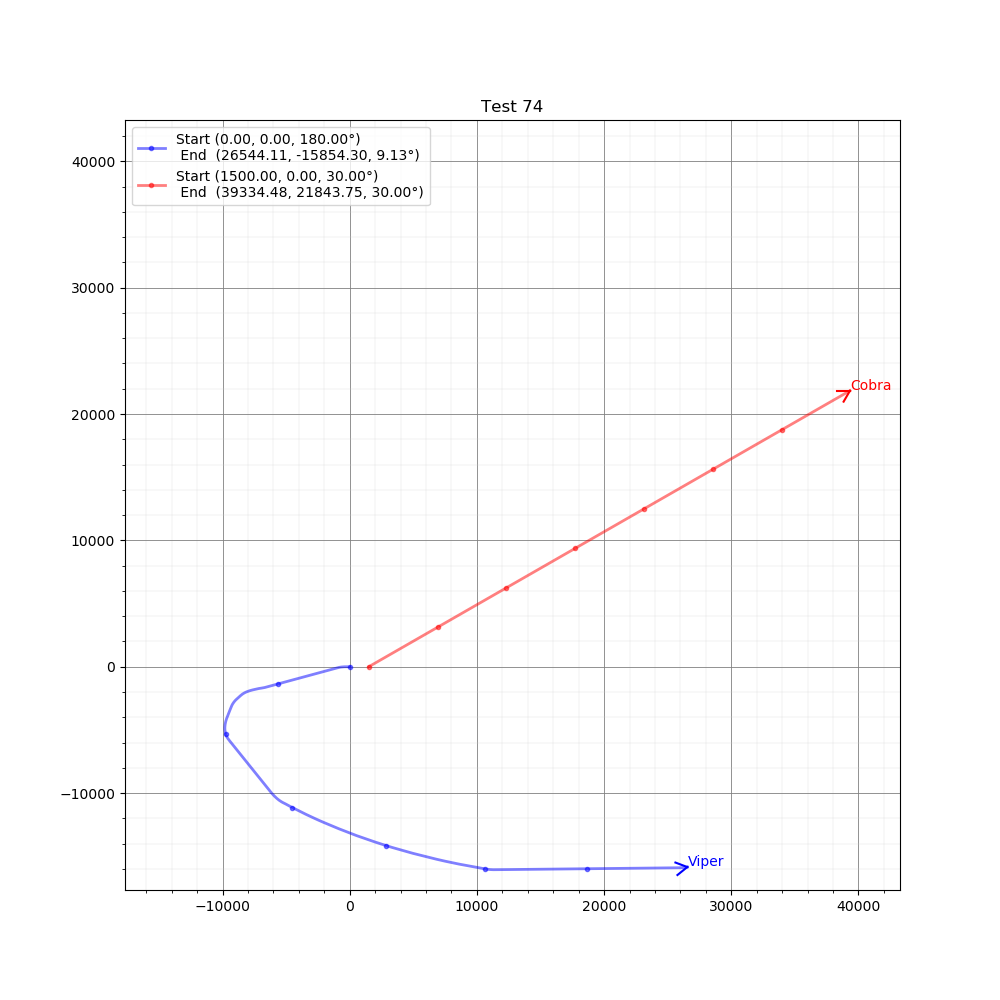 Test 74
Start (0.00, 0.00, 180.00°)
End (26544.11, -15854.30, 9.13°)
Start (1500.00, 0.00, 30.00°)
End (39334.48, 21843.75, 30.00°)
40000
30000
20000
10000
0
−10000
Cobra
Viper
−10000
0
10000
20000
30000
40000